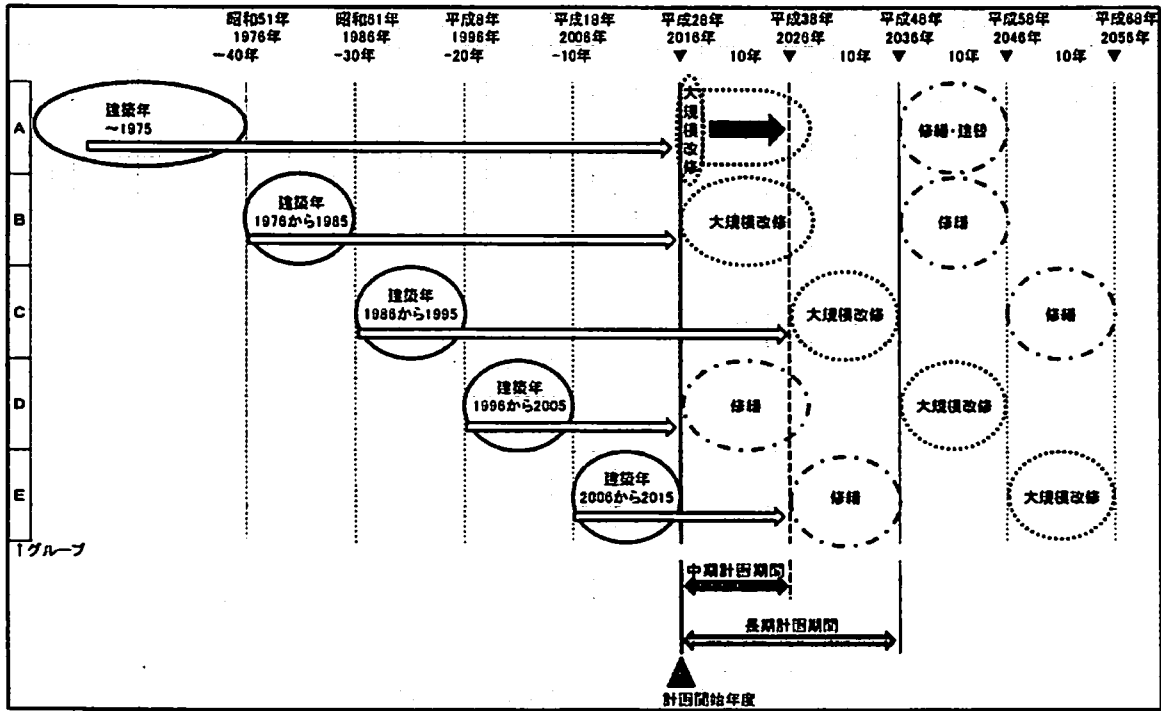 昭和51年 昭和61年 平成8年 平成18年 平成28年 平成38年 平成48年 平成58年 平成68年
1976年 1986年 1996年 2006年 2016年 2026年 2036年 2046年 2056年
-40年 -30年 -20年 -10年 ▼ 10年 ▼ 10年 ▼ 10年 ▼ 10年 ▼
A
建築年
~1975
大規模改修
修繕・建替
B
建築年
1976から1985
大規模改修
修繕
C
建築年
1986から1995
大規模改修
修繕
D
建築年
1996から2005
修繕
大規模改修
E
建築年
2006から2015
修繕
大規模改修
↑グループ
中期計画期間
長期計画期間
計画開始年度